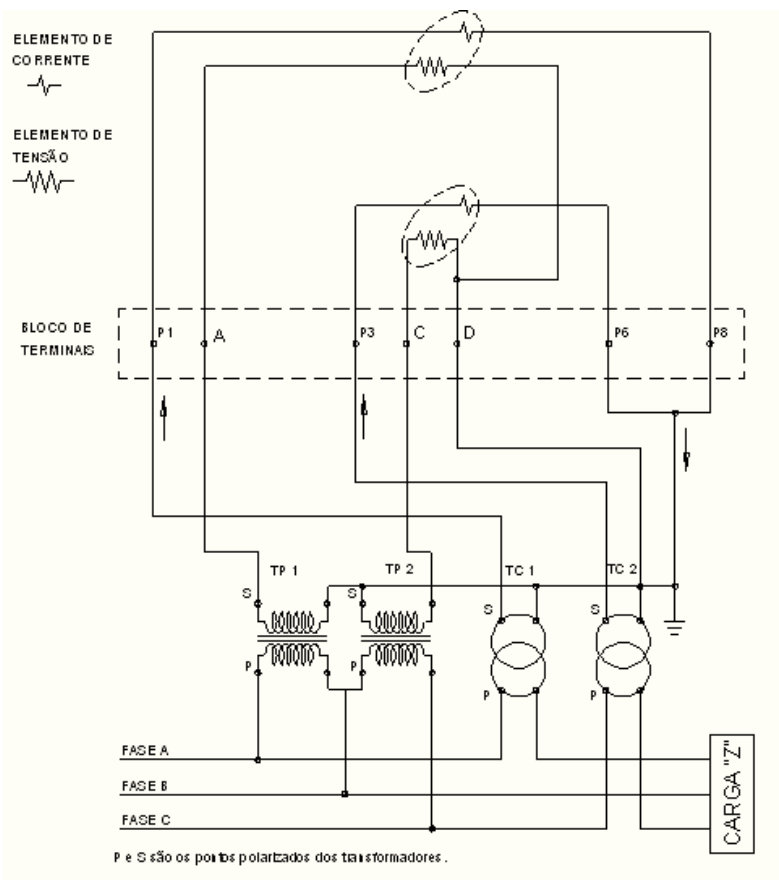 ELEMENTO DE
CORRENTE
ELEMENTO DE
TENSÃO
BLOCO DE
TERMINAIS
P1
A
P3
C
D
P6
P8
TP 1
TP 2
TC 1
TC 2
S
S
S
S
P
P
P
P
FASE A
FASE B
FASE C
CARGA "Z"
P e S são os pontos polarizados dos transformadores.